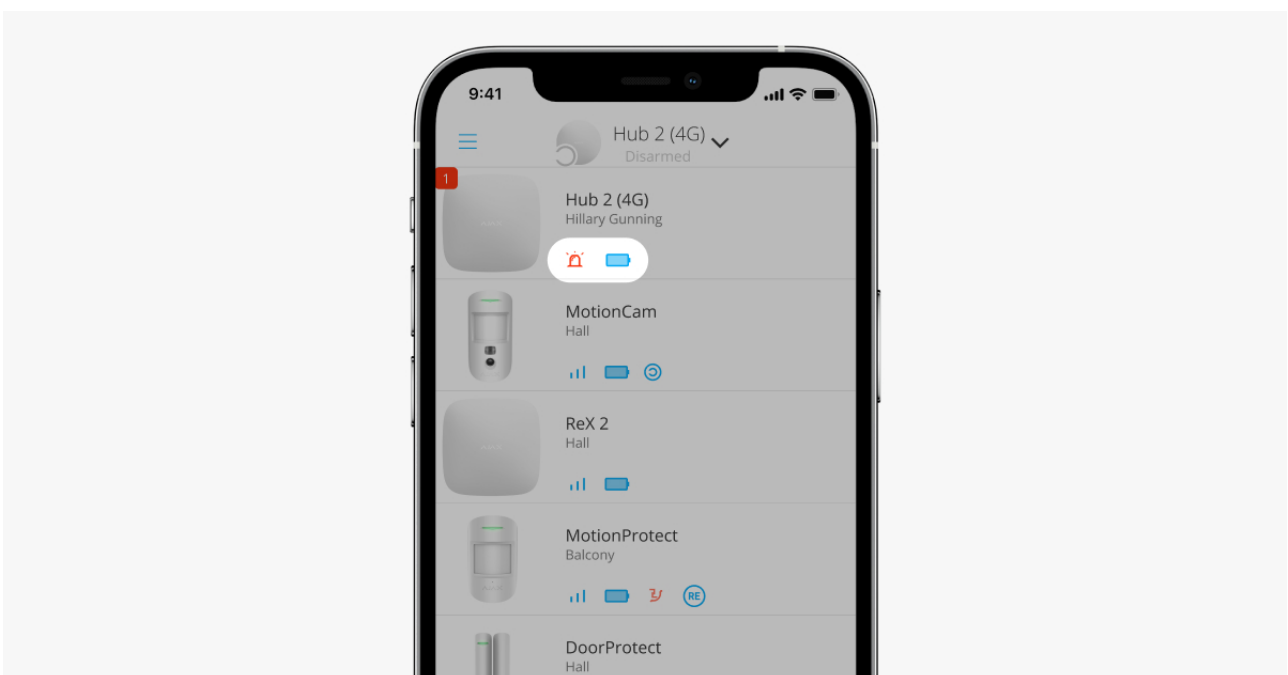 9:41
Hub 2 (4G)
Disarmed
1
Hub 2 (4G)
Hillary Gunning
MotionCam
Hall
ReX 2
Hall
MotionProtect
Balcony
RE
DoorProtect
Hall